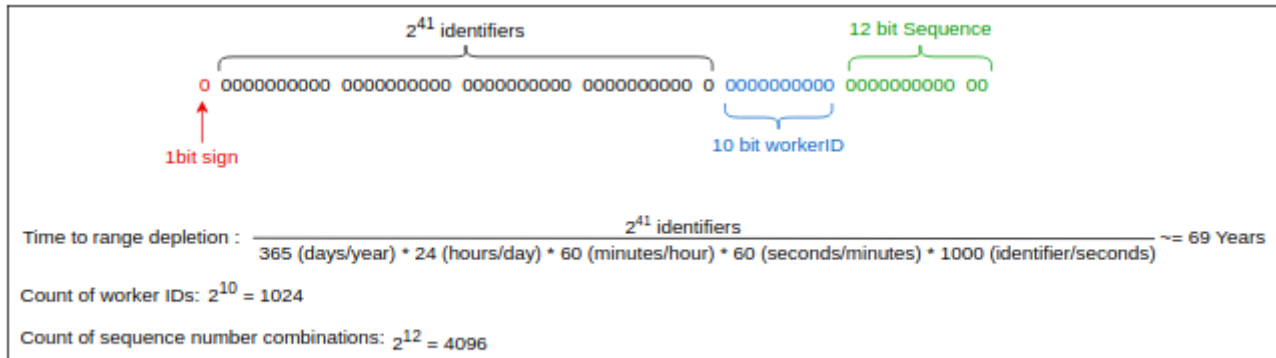 2^41 identifiers 12 bit Sequence
0 0000000000 0000000000 0000000000 0000000000 0 0000000000 0000000000 00
10 bit workerID
1bit sign
2^41 identifiers
Time to range depletion : ~= 69 Years
365 (days/year) * 24 (hours/day) * 60 (minutes/hour) * 60 (seconds/minutes) * 1000 (identifier/seconds)
Count of worker IDs: 2^10 = 1024
Count of sequence number combinations: 2^12 = 4096